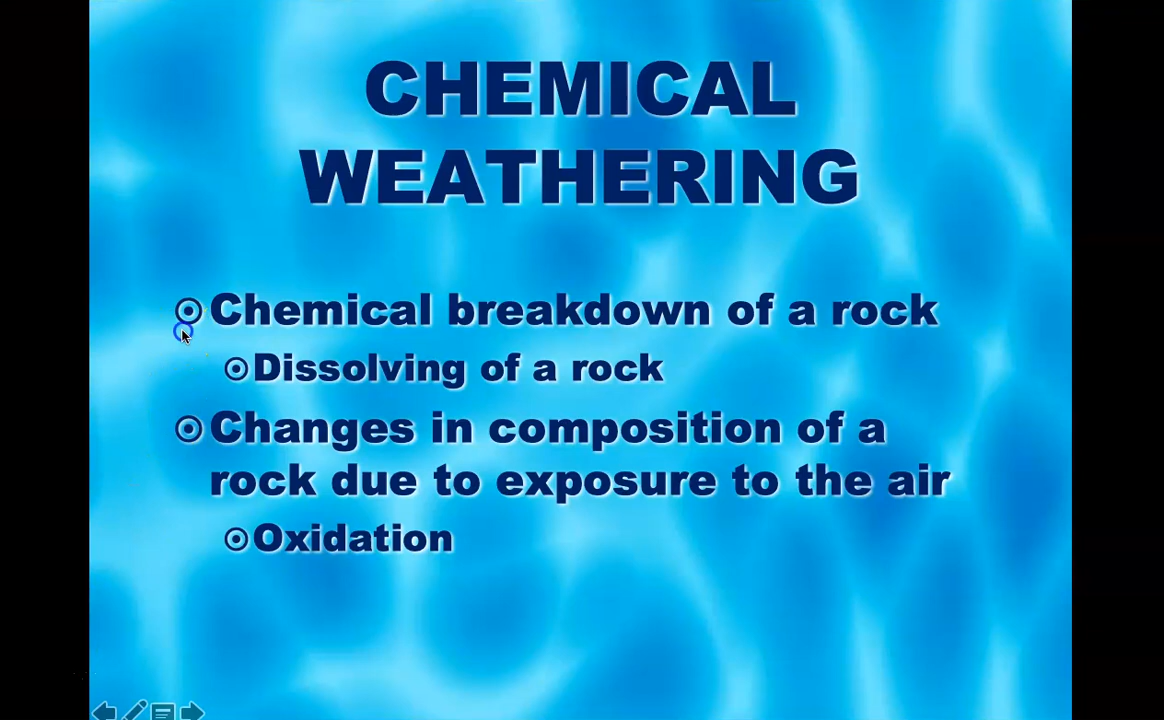 CHEMICAL
WEATHERING
Chemical breakdown of a rock
Dissolving of a rock
Changes in composition of a
rock due to exposure to the air
Oxidation